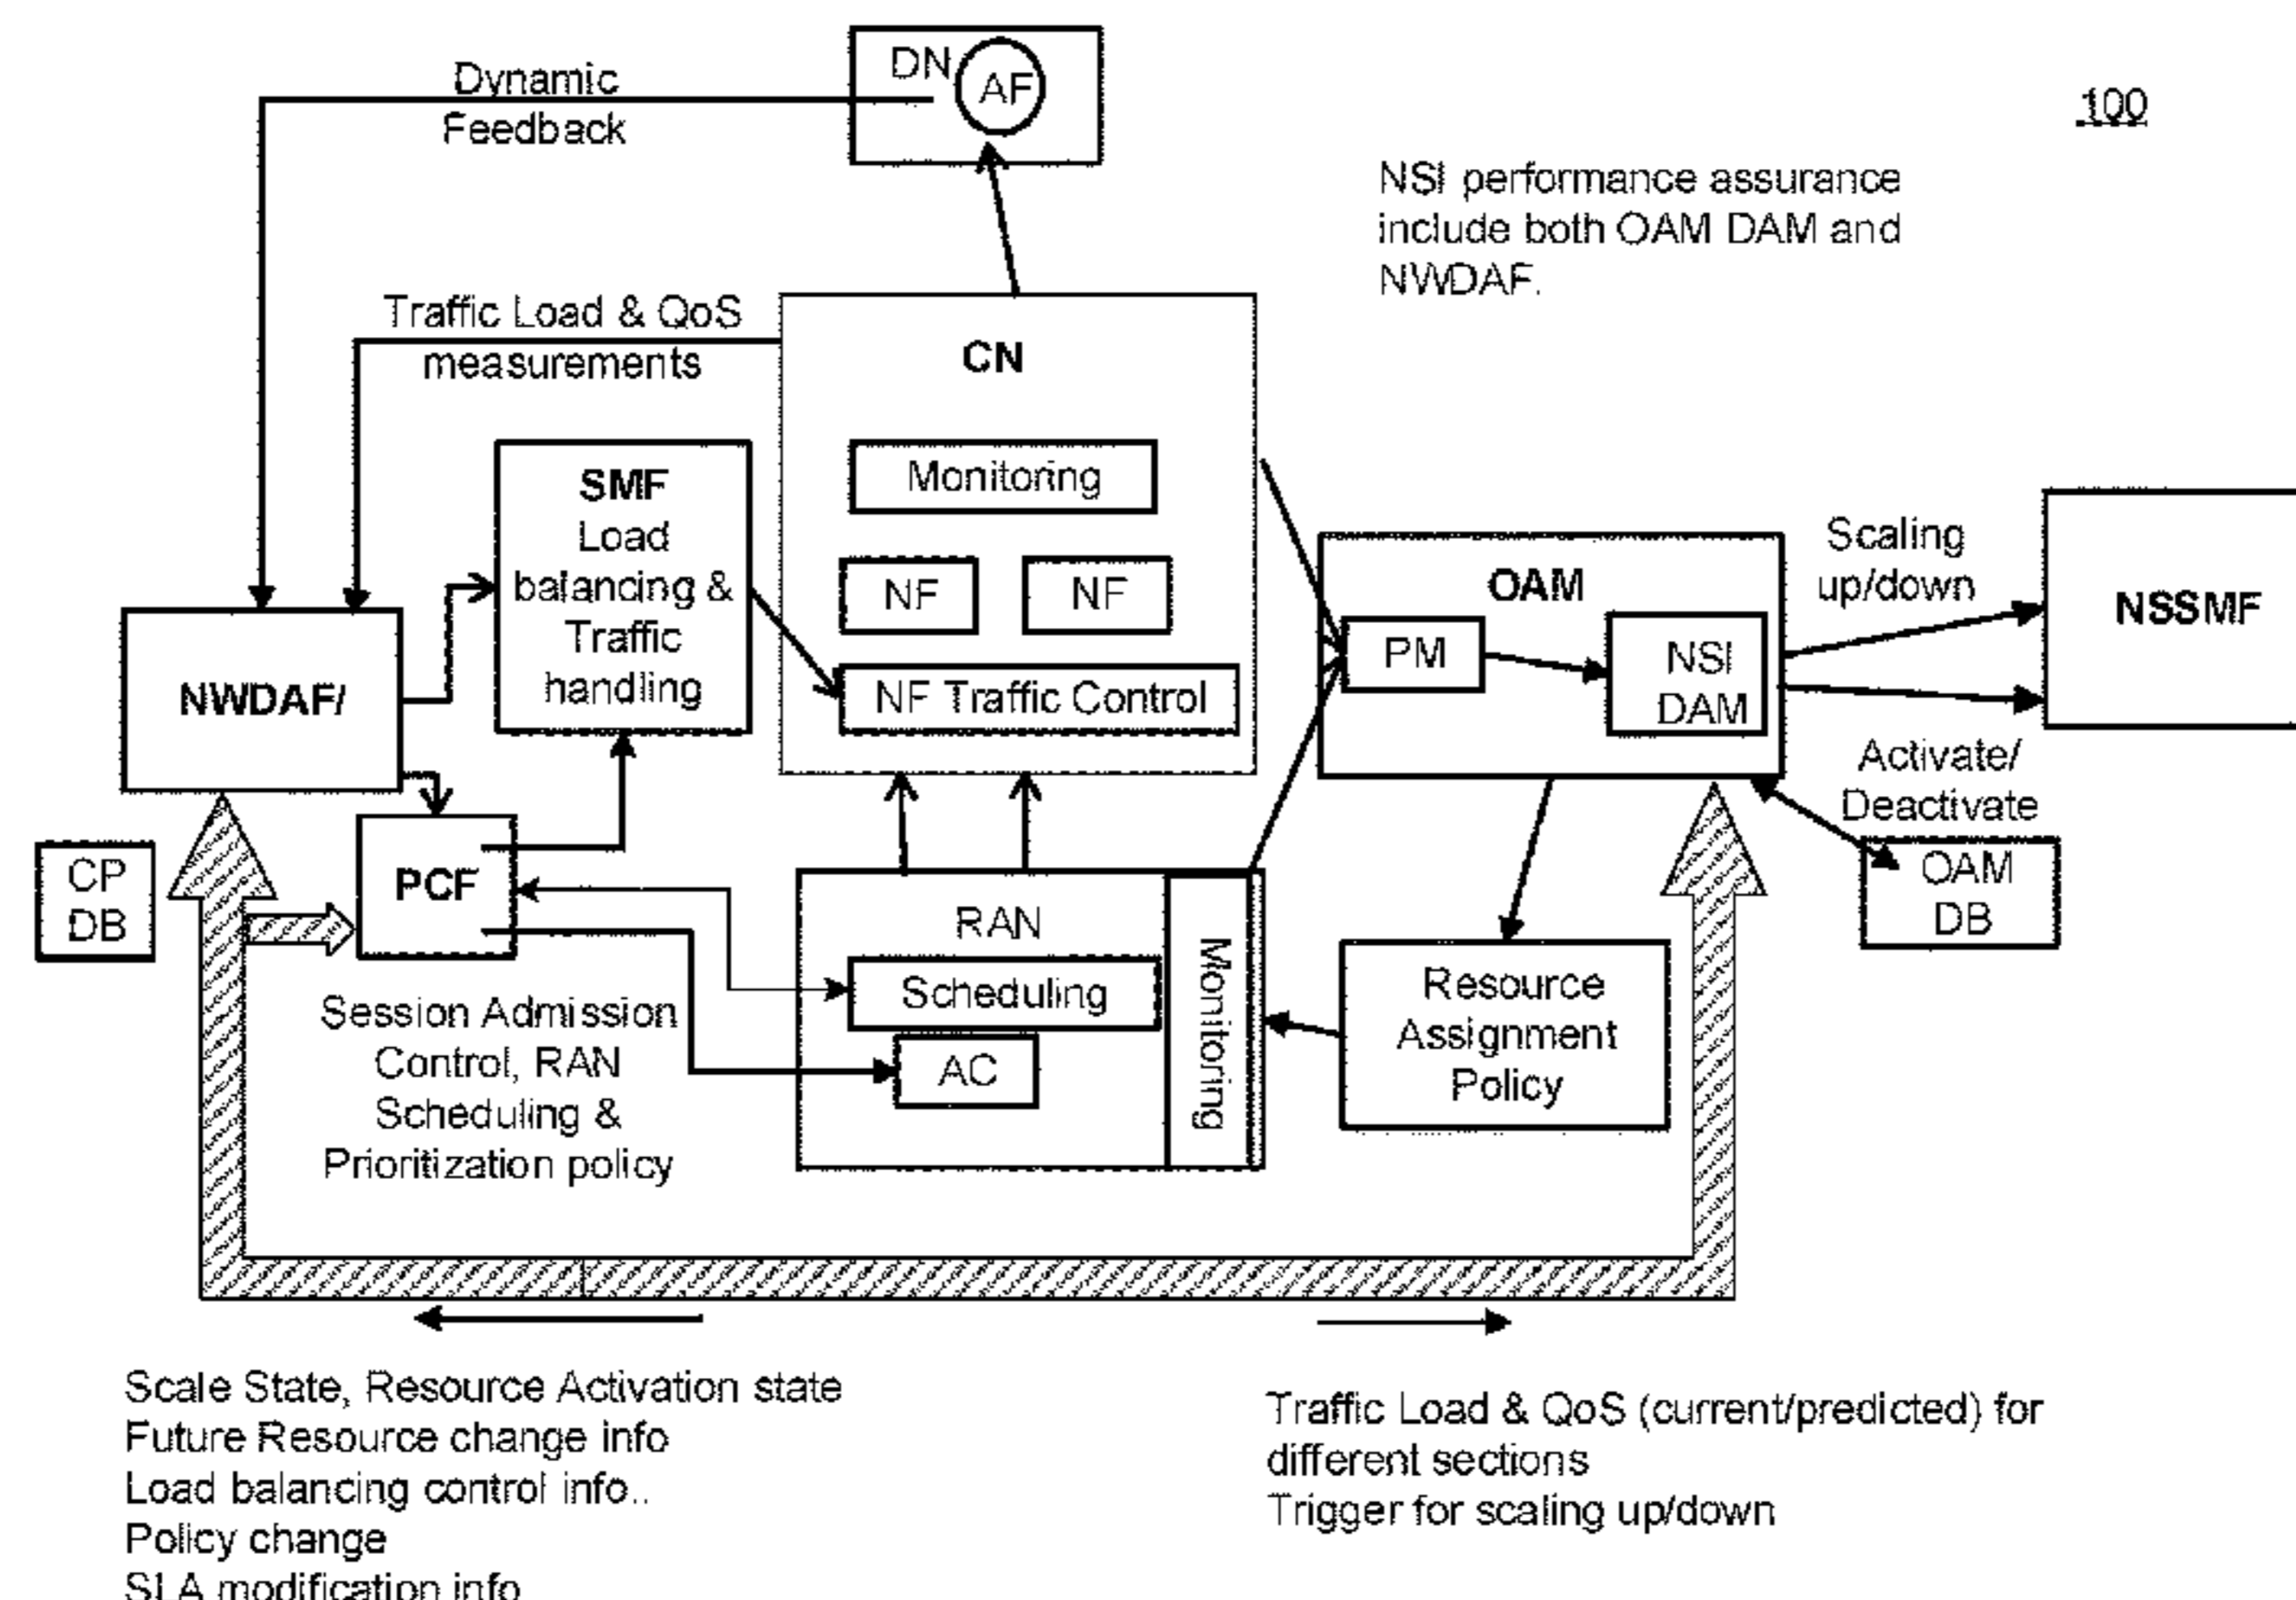 DN
AF
Dynamic
Feedback
100
NSI performance assurance
include both OAM DAM and
NWDAF.
Traffic Load & QoS
measurements
CN
Monitoring
NF
NF
NF Traffic Control
SMF
Load
balancing &
Traffic
handling
NWDAF/
OAM
PM
NSI
DAM
Scaling
up/down
NSSMF
Activate/
Deactivate
OAM
DB
CP
DB
PCF
RAN
Scheduling
AC
Monitoring
Resource
Assignment
Policy
Session Admission
Control, RAN
Scheduling &
Prioritization policy
Scale State, Resource Activation state
Future Resource change info
Load balancing control info..
Policy change
SLA modification info
Traffic Load & QoS (current/predicted) for
different sections
Trigger for scaling up/down